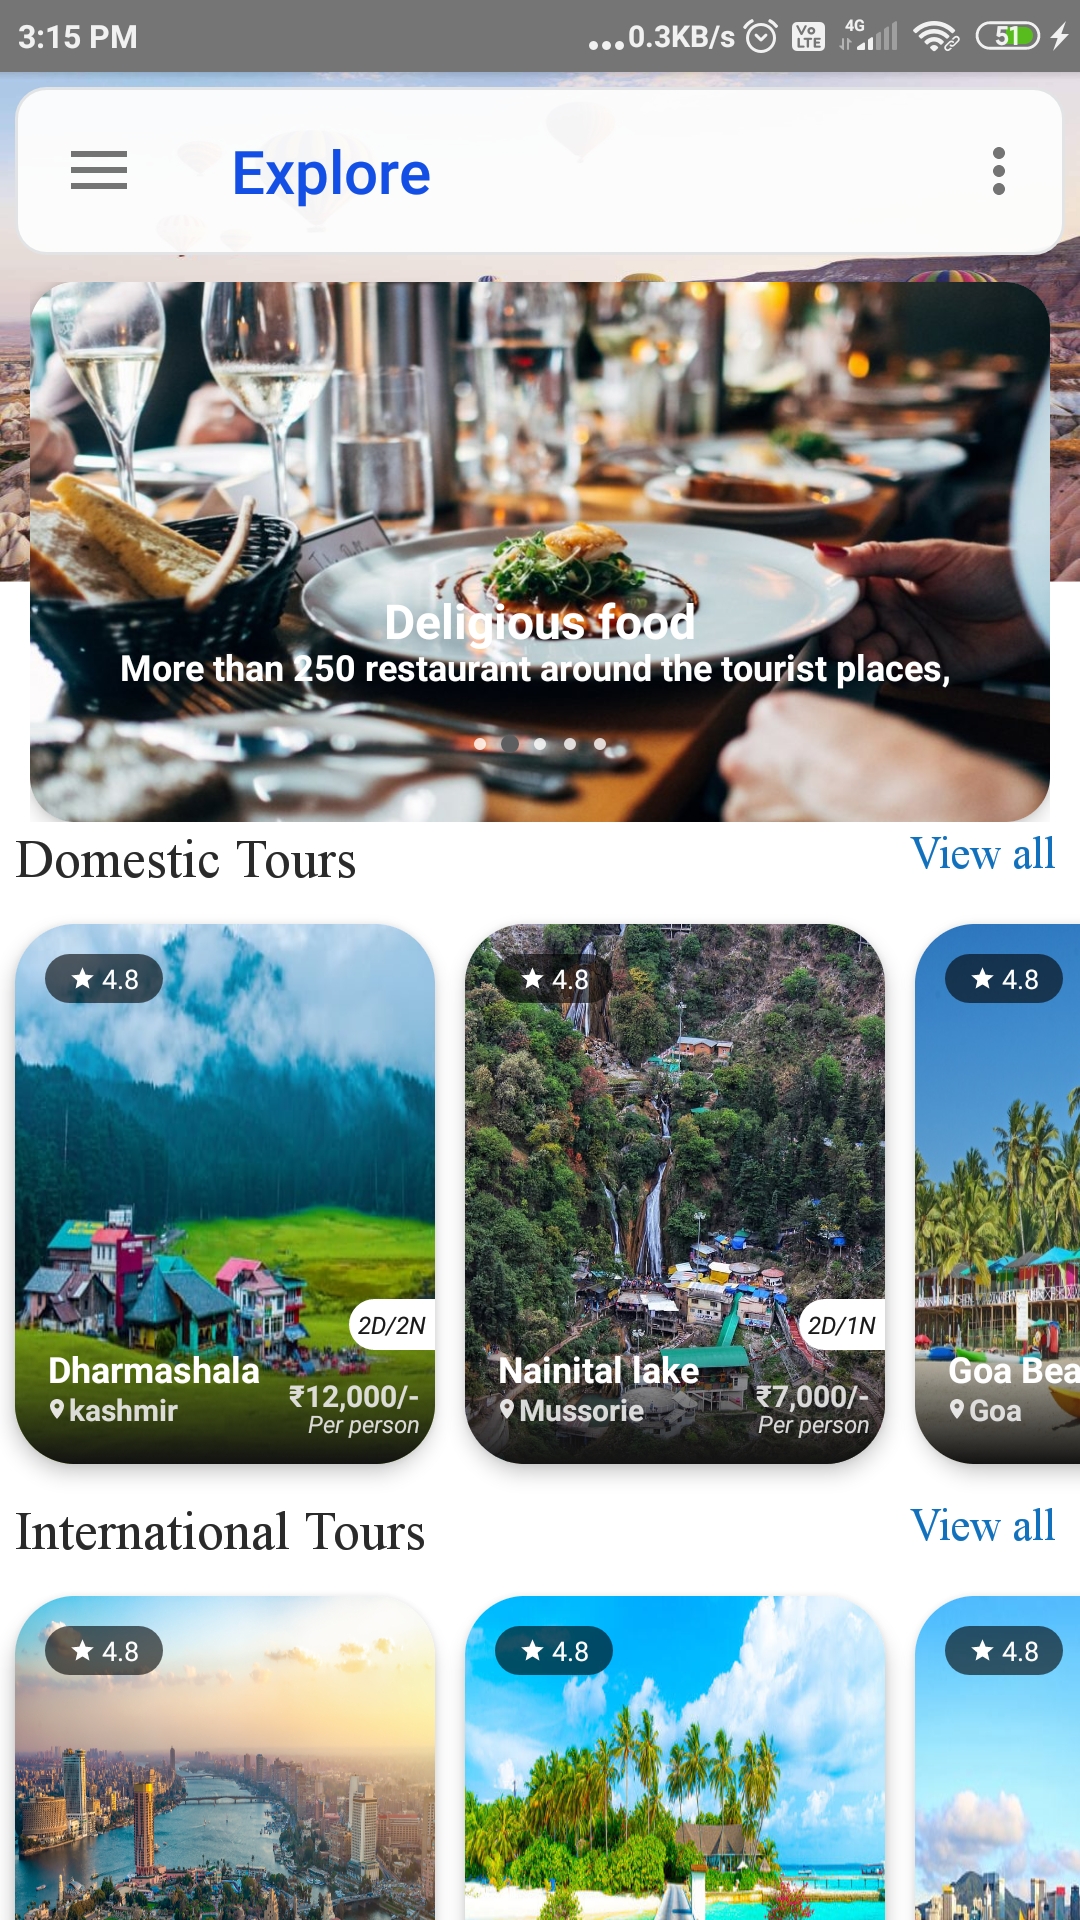 3:15 PM
...0.3KB/s
Vo LTE
4G
51
Explore
Deligious food
More than 250 restaurant around the tourist places,
Domestic Tours
View all
4.8
4.8
4.8
2D/2N
Dharmashala
₹12,000/-
kashmir
Per person
2D/1N
Nainital lake
₹7,000/-
Mussorie
Per person
Goa Bea
Goa
International Tours
View all
4.8
4.8
4.8